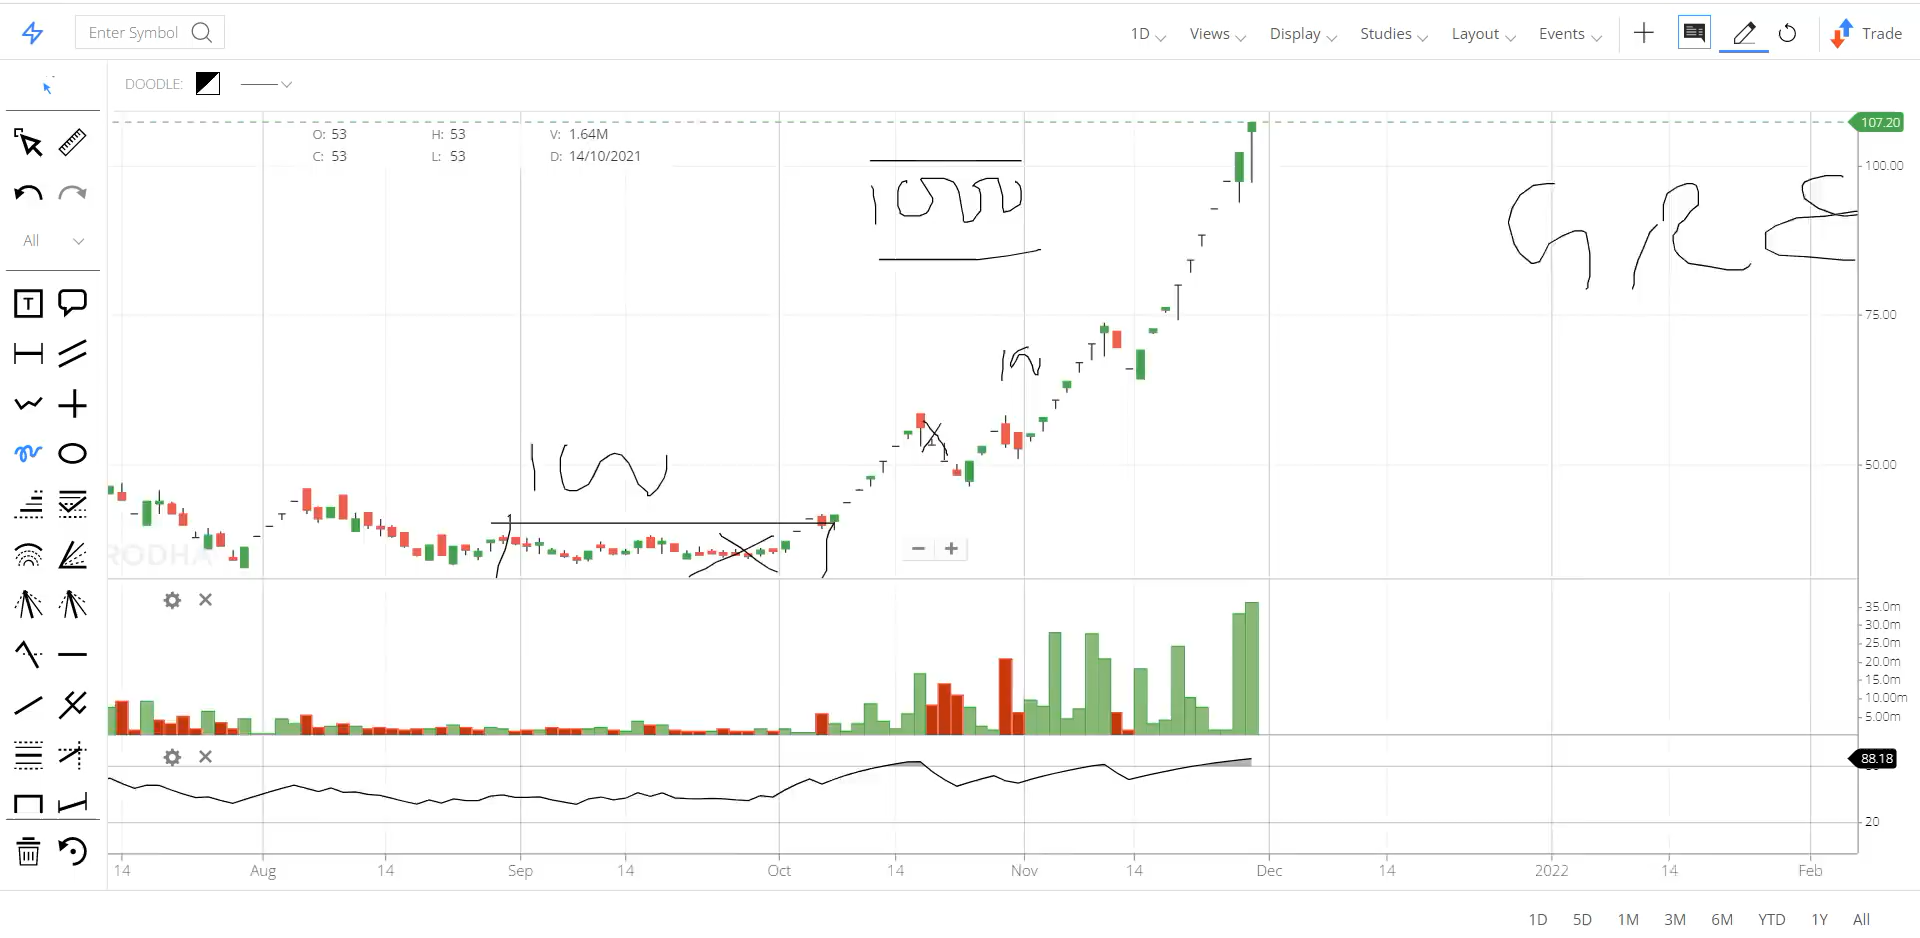 Enter Symbol 1D Views Display Studies Layout Events Trade
DOODLE:
All
T
O: 53 H: 53 V: 1.64M
C: 53 L: 53 D: 14/10/2021
107.20
100.00
75.00
50.00
1000
RODHA
35.0m
30.0m
25.0m
20.0m
15.0m
10.00m
5.00m
88.18
20
14 Aug 14 Sep 14 Oct 14 Nov 14 Dec 14 2022 14 Feb
1D 5D 1M 3M 6M YTD 1Y All